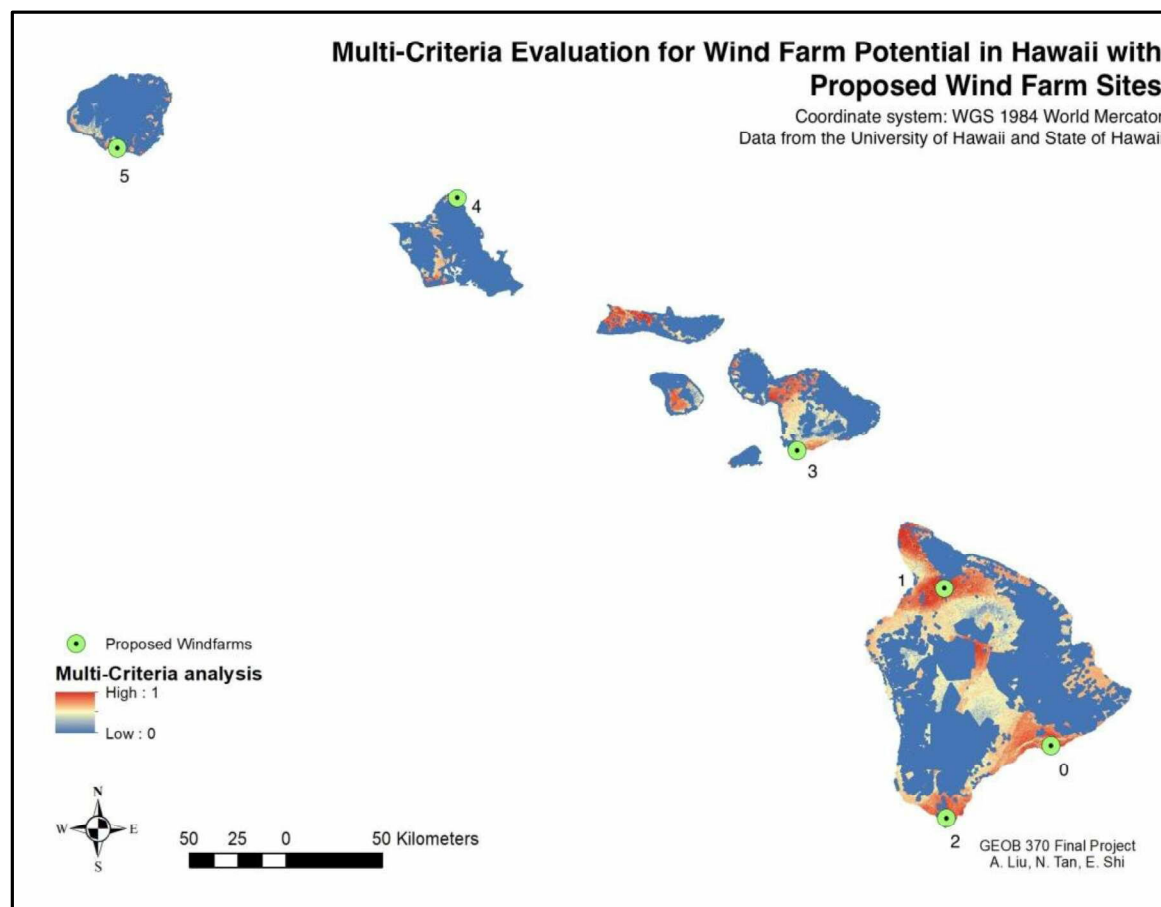 Multi-Criteria Evaluation for Wind Farm Potential in Hawaii with
Proposed Wind Farm Sites
Coordinate system: WGS 1984 World Mercator
Data from the University of Hawaii and State of Hawaii
5
4
3
1
0
2
Proposed Windfarms
Multi-Criteria analysis
High : 1
Low : 0
N
W E
S
50 25 0 50 Kilometers
GEOB 370 Final Project
A. Liu, N. Tan, E. Shi